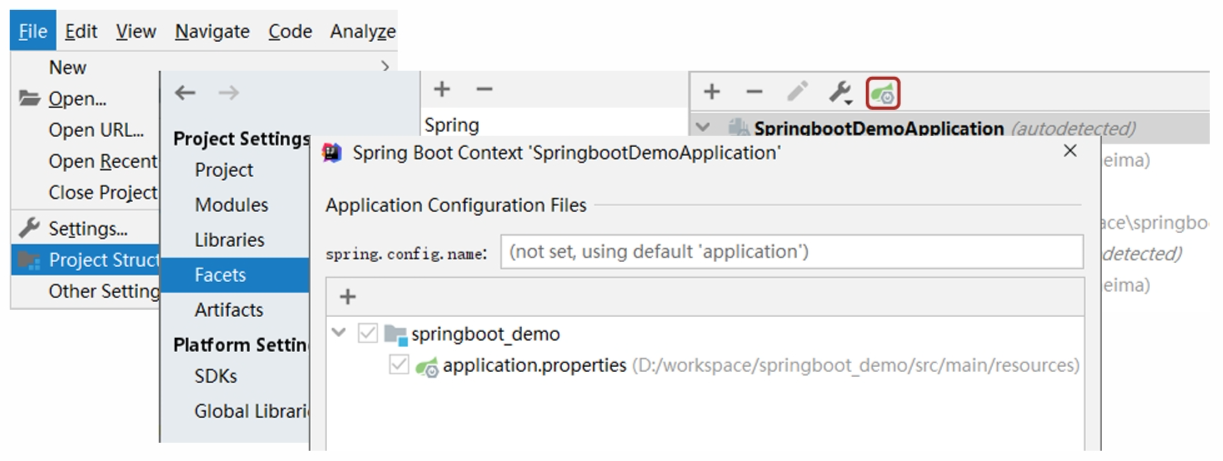 File Edit View Navigate Code Analyze
New
Open...
Open URL...
Open Recent
Close Project
Settings...
Project Struct
Other Setting
Project Settings
Project
Modules
Libraries
Facets
Artifacts
Platform Settin
SDKs
Global Librari
Spring
SpringbootDemoApplication (autodetected)
eima)
ace\springbo
detected)
eima)
Spring Boot Context 'SpringbootDemoApplication'
Application Configuration Files
spring.config.name: (not set, using default 'application')
springboot_demo
application.properties (D:/workspace/springboot_demo/src/main/resources)